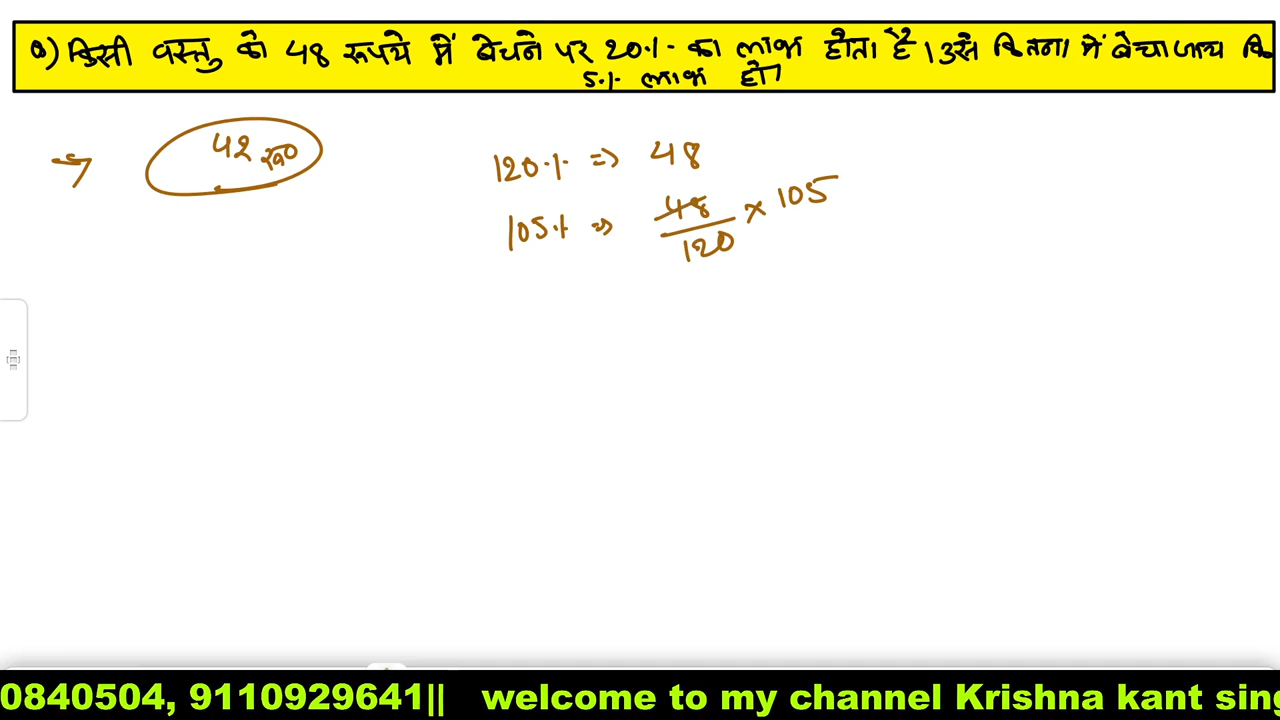 Q) किसी वस्तु को 48 रूपये में बेचने पर 20% का लाभ होता है। उसे कितना में बेचा जाय कि
5% लाभ हो।
→ 42 रू०
120% => 48
105% => 48/120 × 105
0840504, 9110929641|| welcome to my channel Krishna kant sing